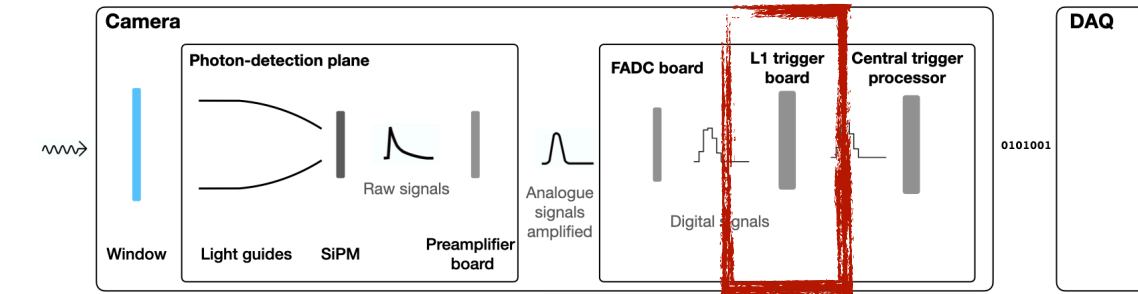 Camera
DAQ
Photon-detection plane
FADC board
L1 trigger
board
Central trigger
processor
Raw signals
Analogue
signals
amplified
Digital signals
0101001
Window
Light guides
SiPM
Preamplifier
board